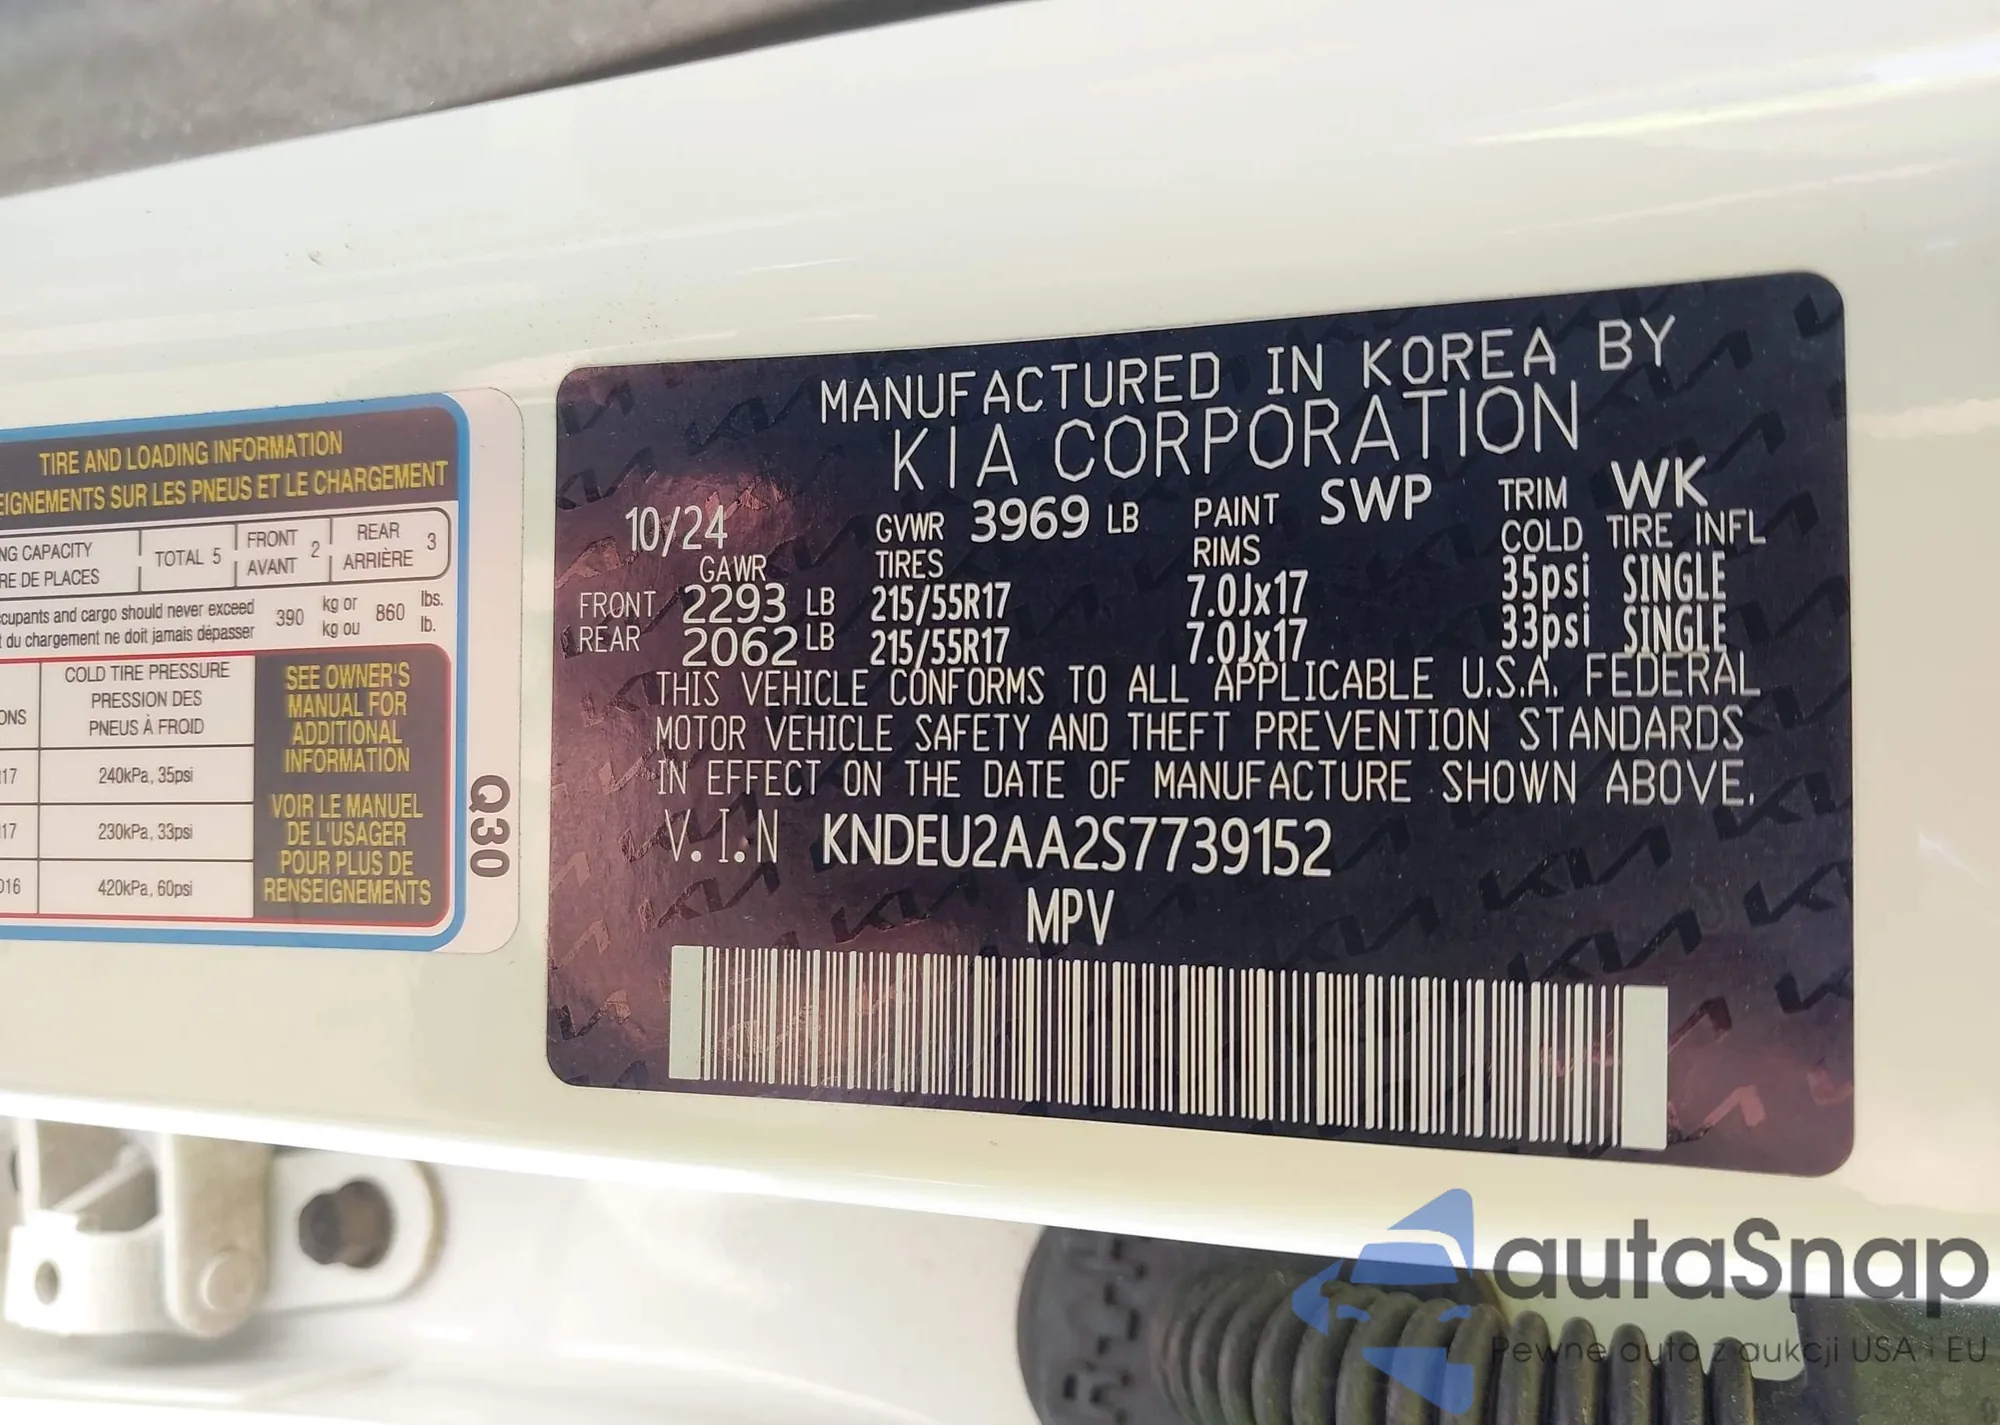 TIRE AND LOADING INFORMATION
EIGNEMENTS SUR LES PNEUS ET LE CHARGEMENT
NG CAPACITY
RE DE PLACES
TOTAL 5
FRONT
AVANT 2
REAR
ARRIÈRE 3
ccupants and cargo should never exceed
t du chargement ne doit jamais dépasser
390
kg or
kg ou
860
lbs.
lb.
ONS
COLD TIRE PRESSURE
PRESSION DES
PNEUS À FROID
17
240kPa, 35psi
17
230kPa, 33psi
016
420kPa, 60psi
SEE OWNER'S
MANUAL FOR
ADDITIONAL
INFORMATION
VOIR LE MANUEL
DE L'USAGER
POUR PLUS DE
RENSEIGNEMENTS
Q30
MANUFACTURED IN KOREA BY
KIA CORPORATION
10/24 GVWR 3969 LB PAINT SWP TRIM WK
GAWR TIRES RIMS COLD TIRE INFL
FRONT 2293 LB 215/55R17 7.0Jx17 35psi SINGLE
REAR 2062 LB 215/55R17 7.0Jx17 33psi SINGLE
THIS VEHICLE CONFORMS TO ALL APPLICABLE U.S.A. FEDERAL
MOTOR VEHICLE SAFETY AND THEFT PREVENTION STANDARDS
IN EFFECT ON THE DATE OF MANUFACTURE SHOWN ABOVE.
V.I.N KNDEU2AA2S7739152
MPV
autaSnap
Pewne auta z aukcji USA i EU